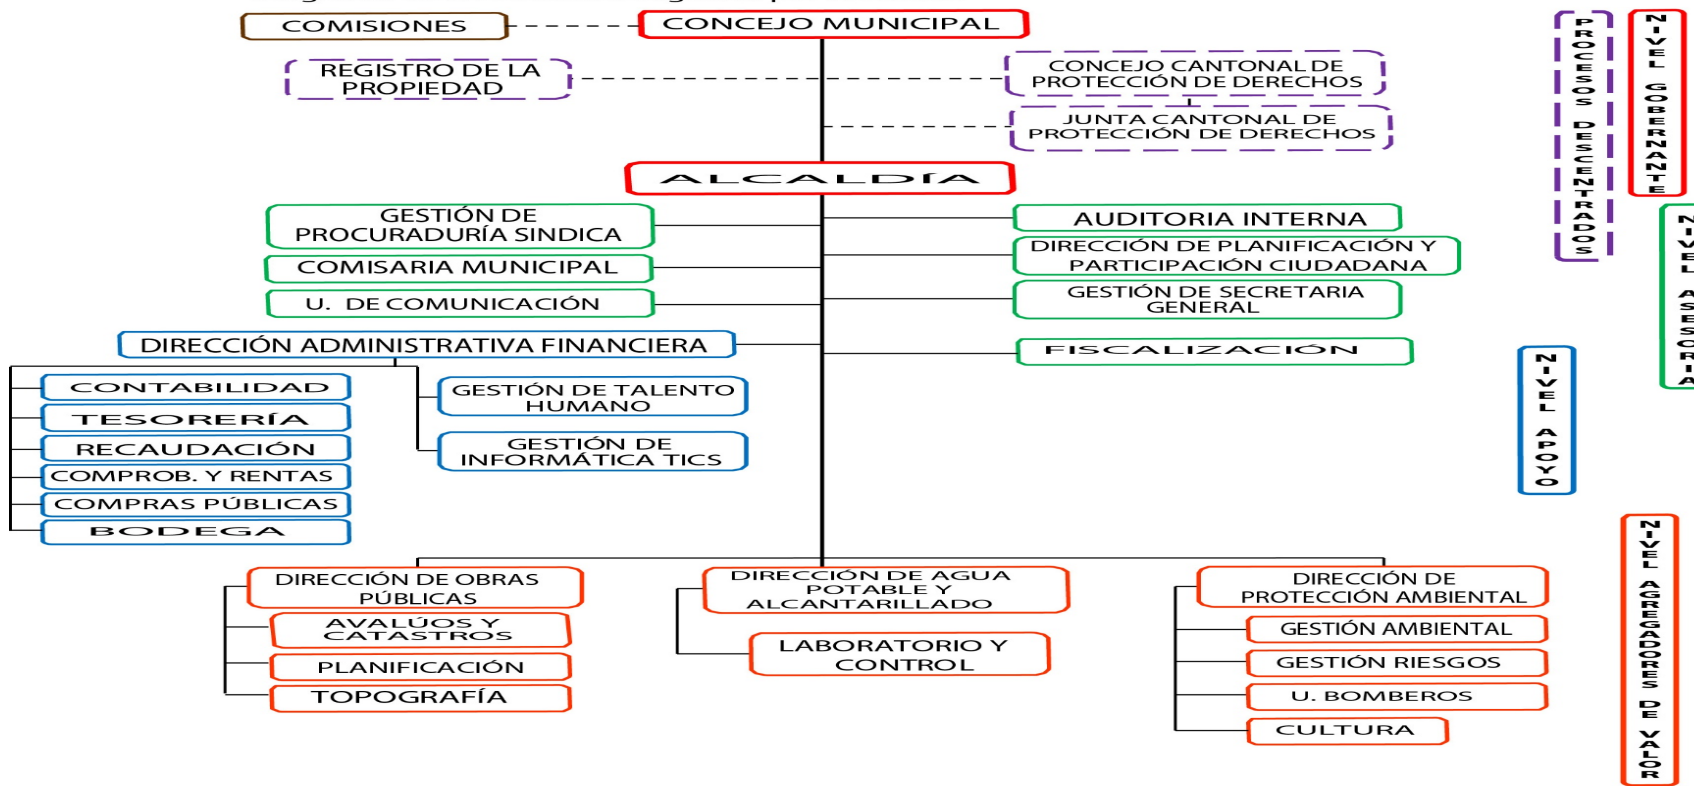 COMISIONES
CONCEJO MUNICIPAL
REGISTRO DE LA
PROPIEDAD
CONCEJO CANTONAL DE
PROTECCIÓN DE DERECHOS
JUNTA CANTONAL DE
PROTECCIÓN DE DERECHOS
ALCALDÍA
GESTIÓN DE
PROCURADURÍA SINDICA
AUDITORIA INTERNA
COMISARIA MUNICIPAL
DIRECCIÓN DE PLANIFICACIÓN Y
PARTICIPACIÓN CIUDADANA
U. DE COMUNICACIÓN
GESTIÓN DE SECRETARIA
GENERAL
DIRECCIÓN ADMINISTRATIVA FINANCIERA
FISCALIZACIÓN
CONTABILIDAD
TESORERÍA
RECAUDACIÓN
COMPROB. Y RENTAS
COMPRAS PÚBLICAS
BODEGA
GESTIÓN DE TALENTO
HUMANO
GESTIÓN DE
INFORMÁTICA TICS
DIRECCIÓN DE OBRAS
PÚBLICAS
AVALÚOS Y
CATASTROS
PLANIFICACIÓN
TOPOGRAFÍA
DIRECCIÓN DE AGUA
POTABLE Y
ALCANTARILLADO
LABORATORIO Y
CONTROL
DIRECCIÓN DE
PROTECCIÓN AMBIENTAL
GESTIÓN AMBIENTAL
GESTIÓN RIESGOS
U. BOMBEROS
CULTURA
PROCESOS DESCENTRADOS
NIVEL GOBERNANTE
NIVEL ASESORIA
NIVEL APOYO
NIVEL AGREGADORES DE VALOR